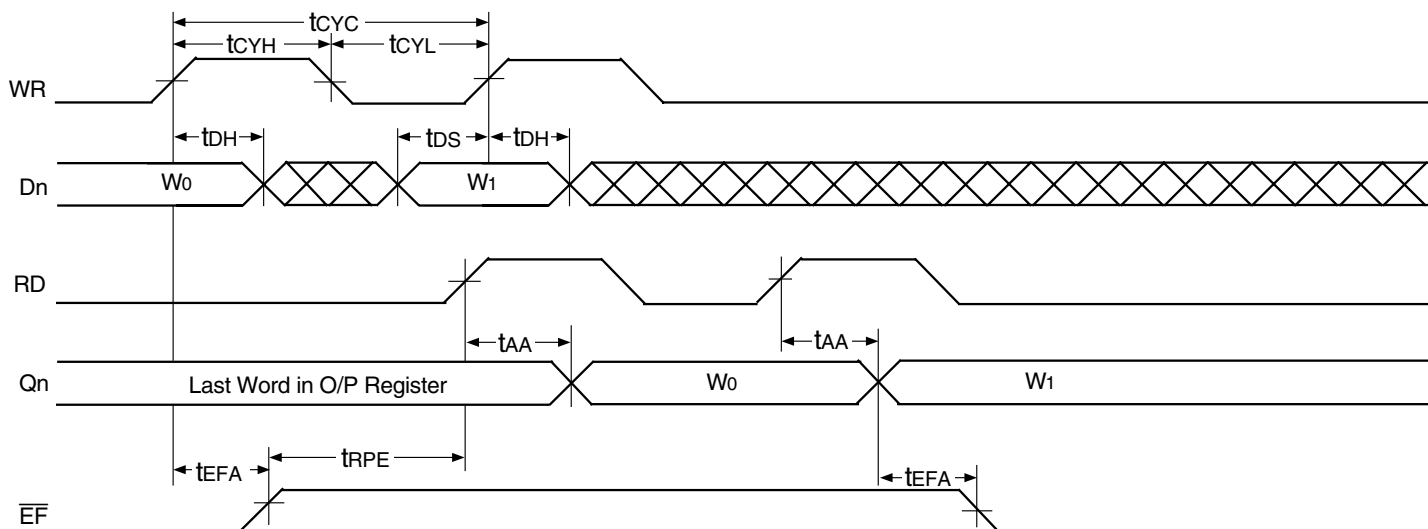 tCYC
tCYH tCYL
WR
tDH tDS tDH
Dn W0 W1
RD
tAA tAA
Qn Last Word in O/P Register W0 W1
tEFA tRPE tEFA
E̅F̅